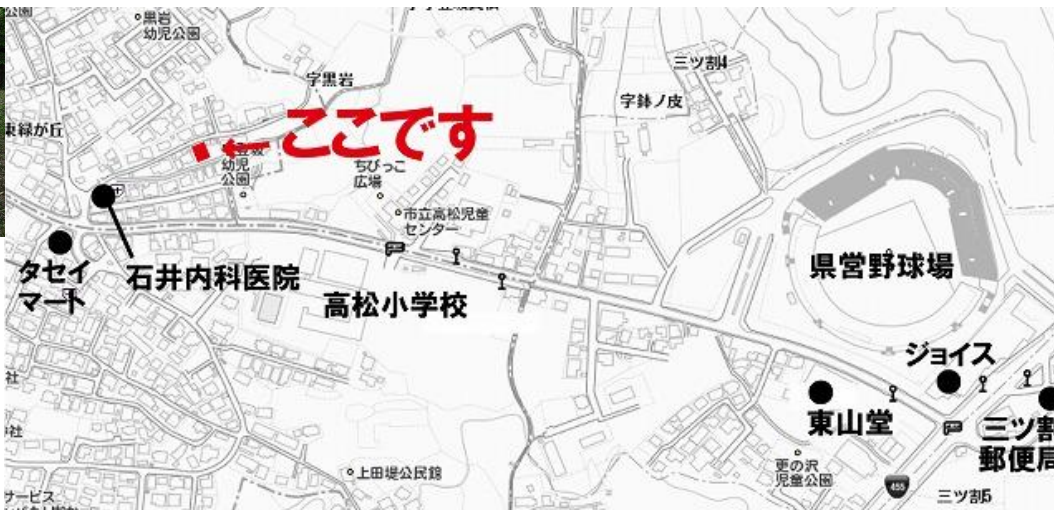 公園
黒岩
幼児公園
三ツ割4
字黒岩
字鉢ノ皮
東緑が丘
ここです
幼児
公園
ちびっこ
広場
市立高松児童
センター
県営野球場
タセイ
マート
石井内科医院
高松小学校
ジョイス
東山堂
三ツ割
郵便局
社
上田堤公民館
更の沢
児童公園
455
三ツ割5
サービス